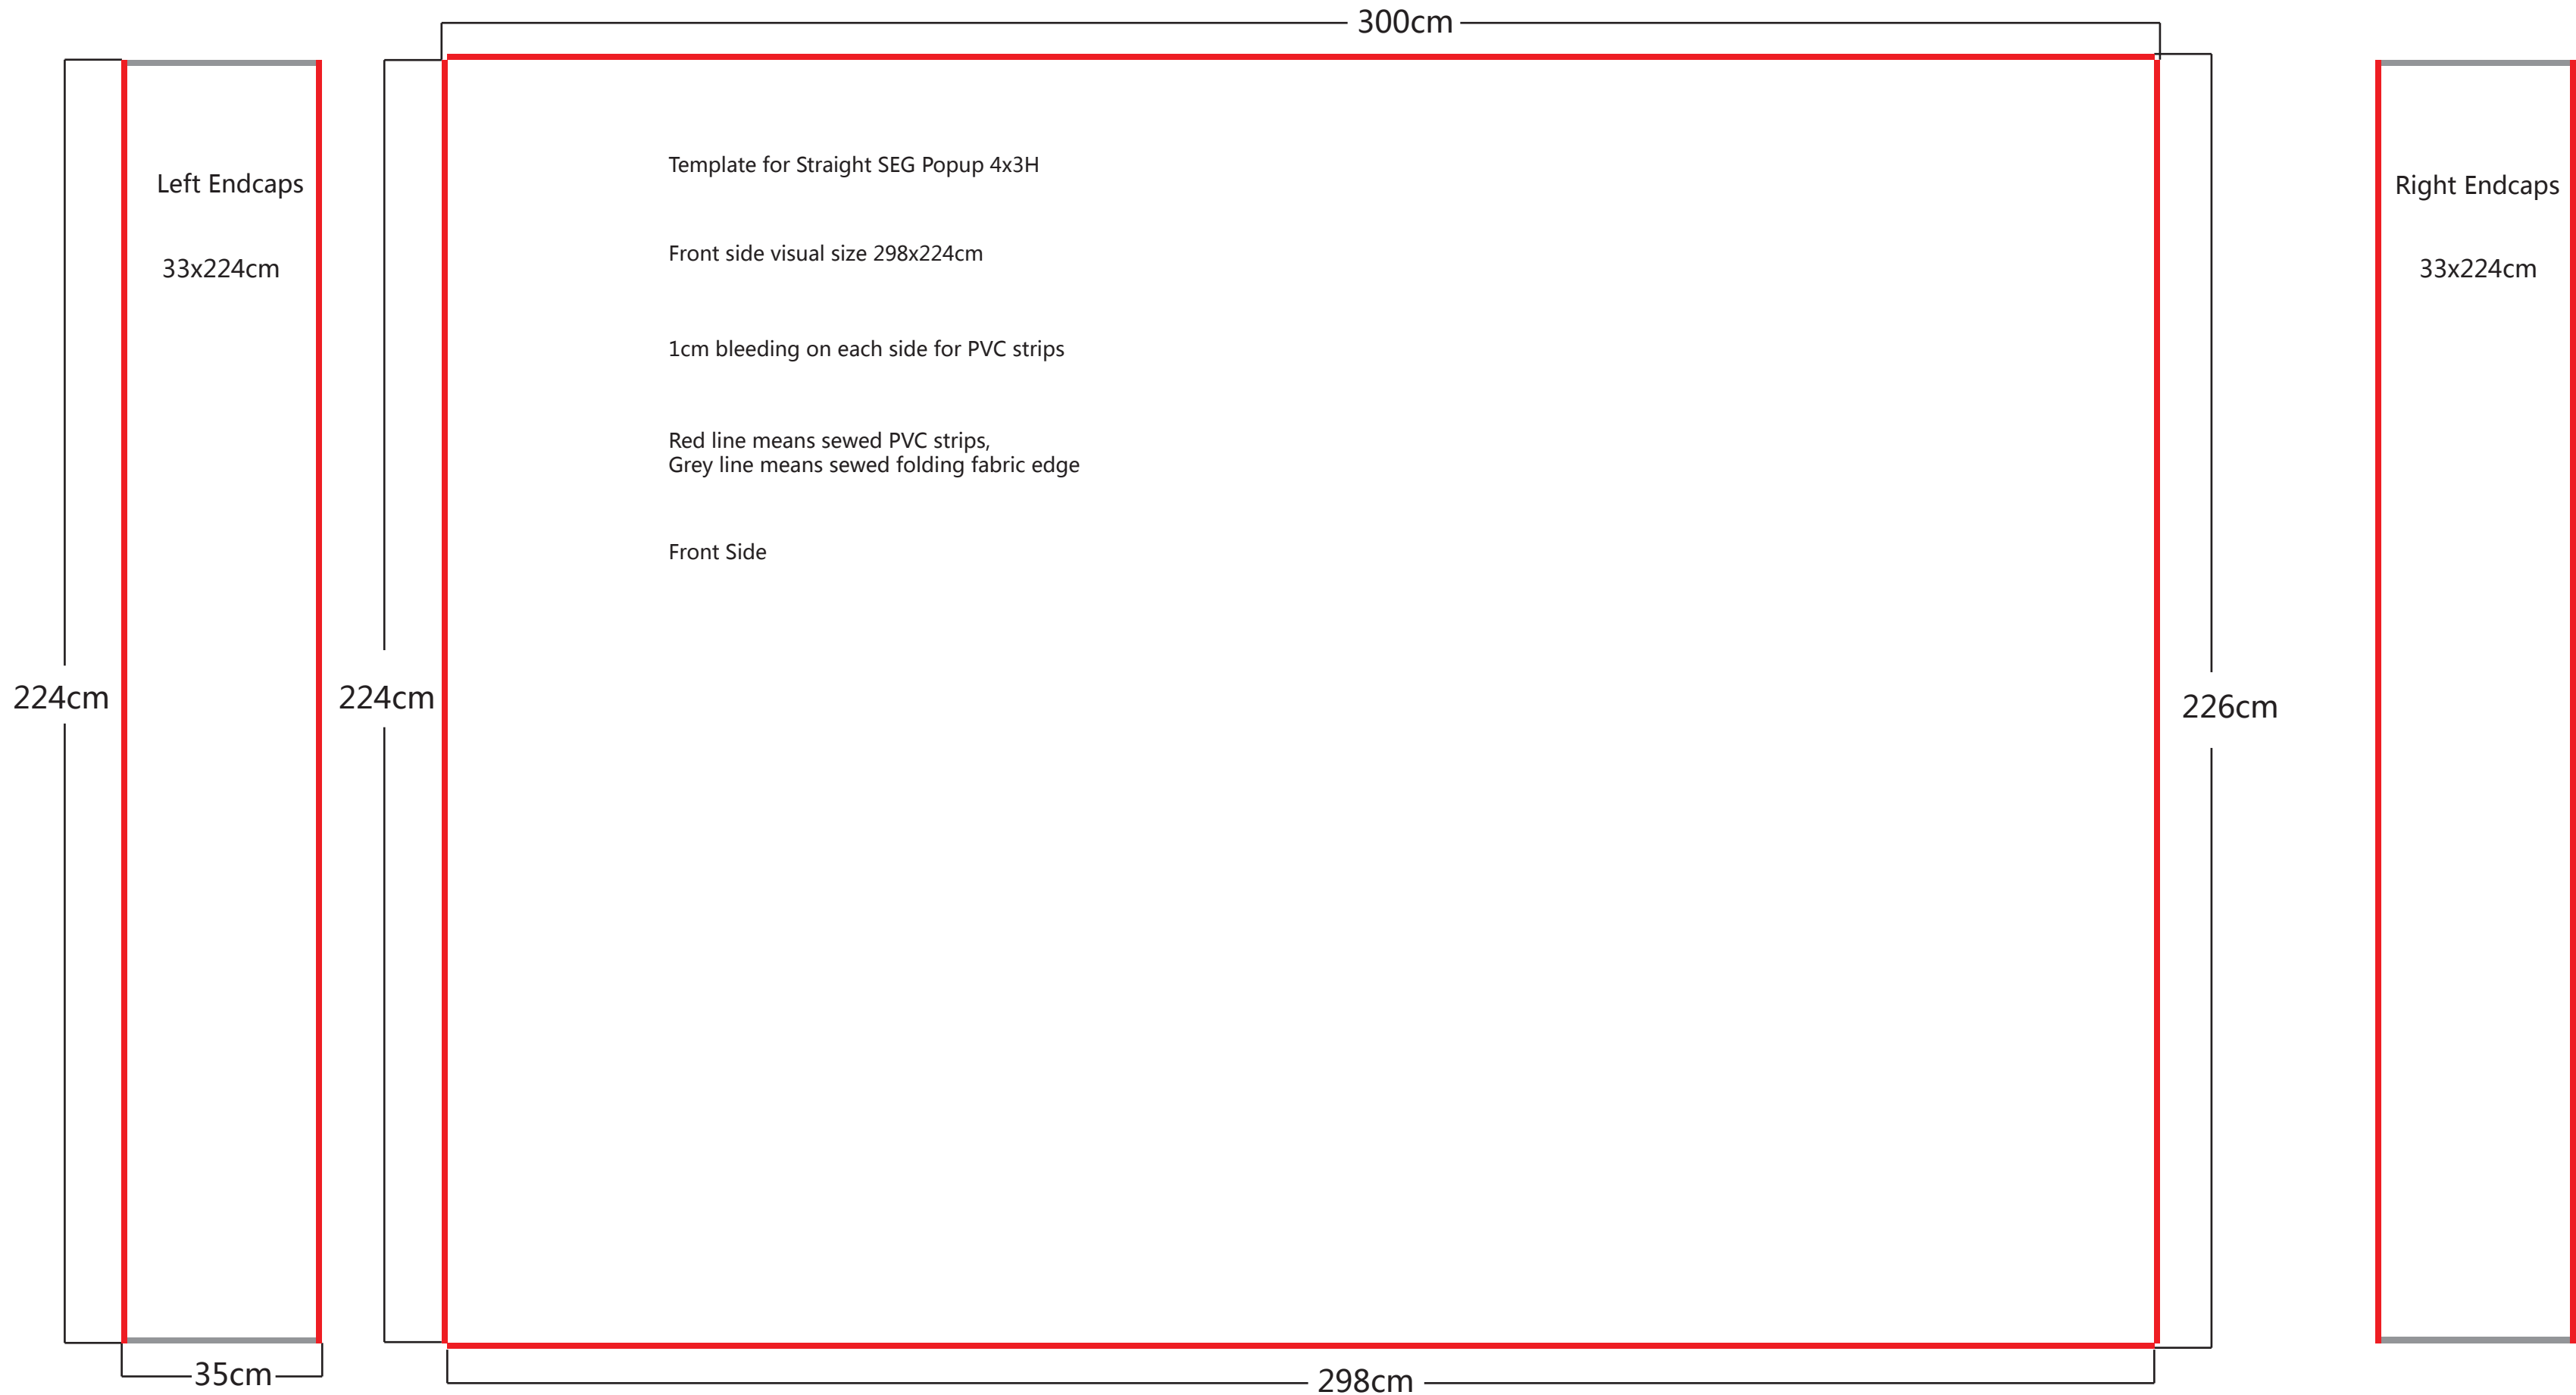 300cm
Left Endcaps
33x224cm
Template for Straight SEG Popup 4x3H
Front side visual size 298x224cm
1cm bleeding on each side for PVC strips
Red line means sewed PVC strips,
Grey line means sewed folding fabric edge
Front Side
Right Endcaps
33x224cm
224cm
224cm
226cm
35cm
298cm